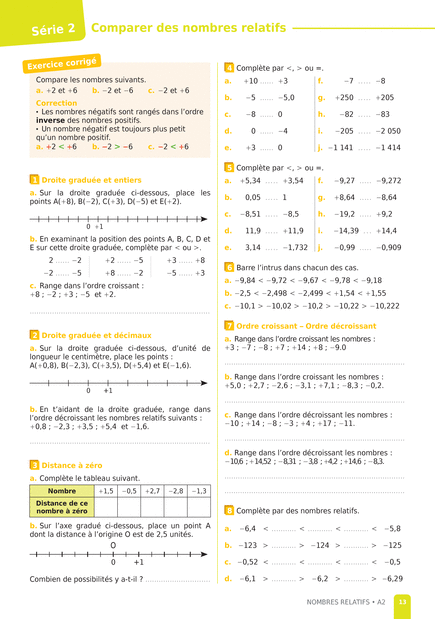 Série 2
Comparer des nombres relatifs
Exercice corrigé
Compare les nombres suivants.
a. +2 et +6 b. −2 et −6 c. −2 et +6
Correction
• Les nombres négatifs sont rangés dans l'ordre
inverse des nombres positifs.
• Un nombre négatif est toujours plus petit
qu'un nombre positif.
a. +2 < +6 b. −2 > −6 c. −2 < +6
1 Droite graduée et entiers
a. Sur la droite graduée ci-dessous, place les
points A(+8), B(−2), C(+3), D(−5) et E(+2).
0 +1
b. En examinant la position des points A, B, C, D et
E sur cette droite graduée, complète par < ou >.
2 ...... −2 +2 ...... −5 +3 ...... +8
−2 ...... −5 +8 ...... −2 −5 ...... +3
c. Range dans l'ordre croissant :
+8 ; −2 ; +3 ; −5 et +2.
2 Droite graduée et décimaux
a. Sur la droite graduée ci-dessous, d'unité de
longueur le centimètre, place les points :
A(+0,8), B(−2,3), C(+3,5), D(+5,4) et E(−1,6).
0 +1
b. En t'aidant de la droite graduée, range dans
l'ordre décroissant les nombres relatifs suivants :
+0,8 ; −2,3 ; +3,5 ; +5,4 et −1,6.
3 Distance à zéro
a. Complète le tableau suivant.
Nombre +1,5 −0,5 +2,7 −2,8 −1,3
Distance de ce
nombre à zéro
b. Sur l'axe gradué ci-dessous, place un point A
dont la distance à l'origine O est de 2,5 unités.
O
0 +1
Combien de possibilités y a-t-il ? ............................
4 Complète par <, > ou =.
a. +10 ...... +3 f. −7 ..... −8
b. −5 ...... −5,0 g. +250 ..... +205
c. −8 ..... 0 h. −82 ..... −83
d. 0 ..... −4 i. −205 ..... −2 050
e. +3 ..... 0 j. −1 141 ..... −1 414
5 Complète par <, > ou =.
a. +5,34 ...... +3,54 f. −9,27 ..... −9,272
b. 0,05 ..... 1 g. +8,64 ..... −8,64
c. −8,51 ..... −8,5 h. −19,2 ..... +9,2
d. 11,9 ..... +11,9 i. −14,39 .... +14,4
e. 3,14 ..... −1,732 j. −0,99 ..... −0,909
6 Barre l'intrus dans chacun des cas.
a. −9,84 < −9,72 < −9,67 < −9,78 < −9,18
b. −2,5 < −2,498 < −2,499 < +1,54 < +1,55
c. −10,1 > −10,02 > −10,2 > −10,22 > −10,222
7 Ordre croissant – Ordre décroissant
a. Range dans l'ordre croissant les nombres :
+3 ; −7 ; −8 ; +7 ; +14 ; +8 ; −9.0
b. Range dans l'ordre croissant les nombres :
+5,0 ; +2,7 ; −2,6 ; −3,1 ; +7,1 ; −8,3 ; −0,2.
c. Range dans l'ordre décroissant les nombres :
−10 ; +14 ; −8 ; −3 ; +4 ; +17 ; −11.
d. Range dans l'ordre décroissant les nombres :
−10,6 ; +14,52 ; −8,31 ; −3,8 ; +4,2 ; +14,6 ; −8,3.
8 Complète par des nombres relatifs.
a. −6,4 < ........... < ........... < ........... < −5,8
b. −123 > ........... > −124 > ........... > −125
c. −0,52 < ........... < ........... < ........... < −0,5
d. −6,1 > ........... > −6,2 > ........... > −6,29
NOMBRES RELATIFS • A2 13